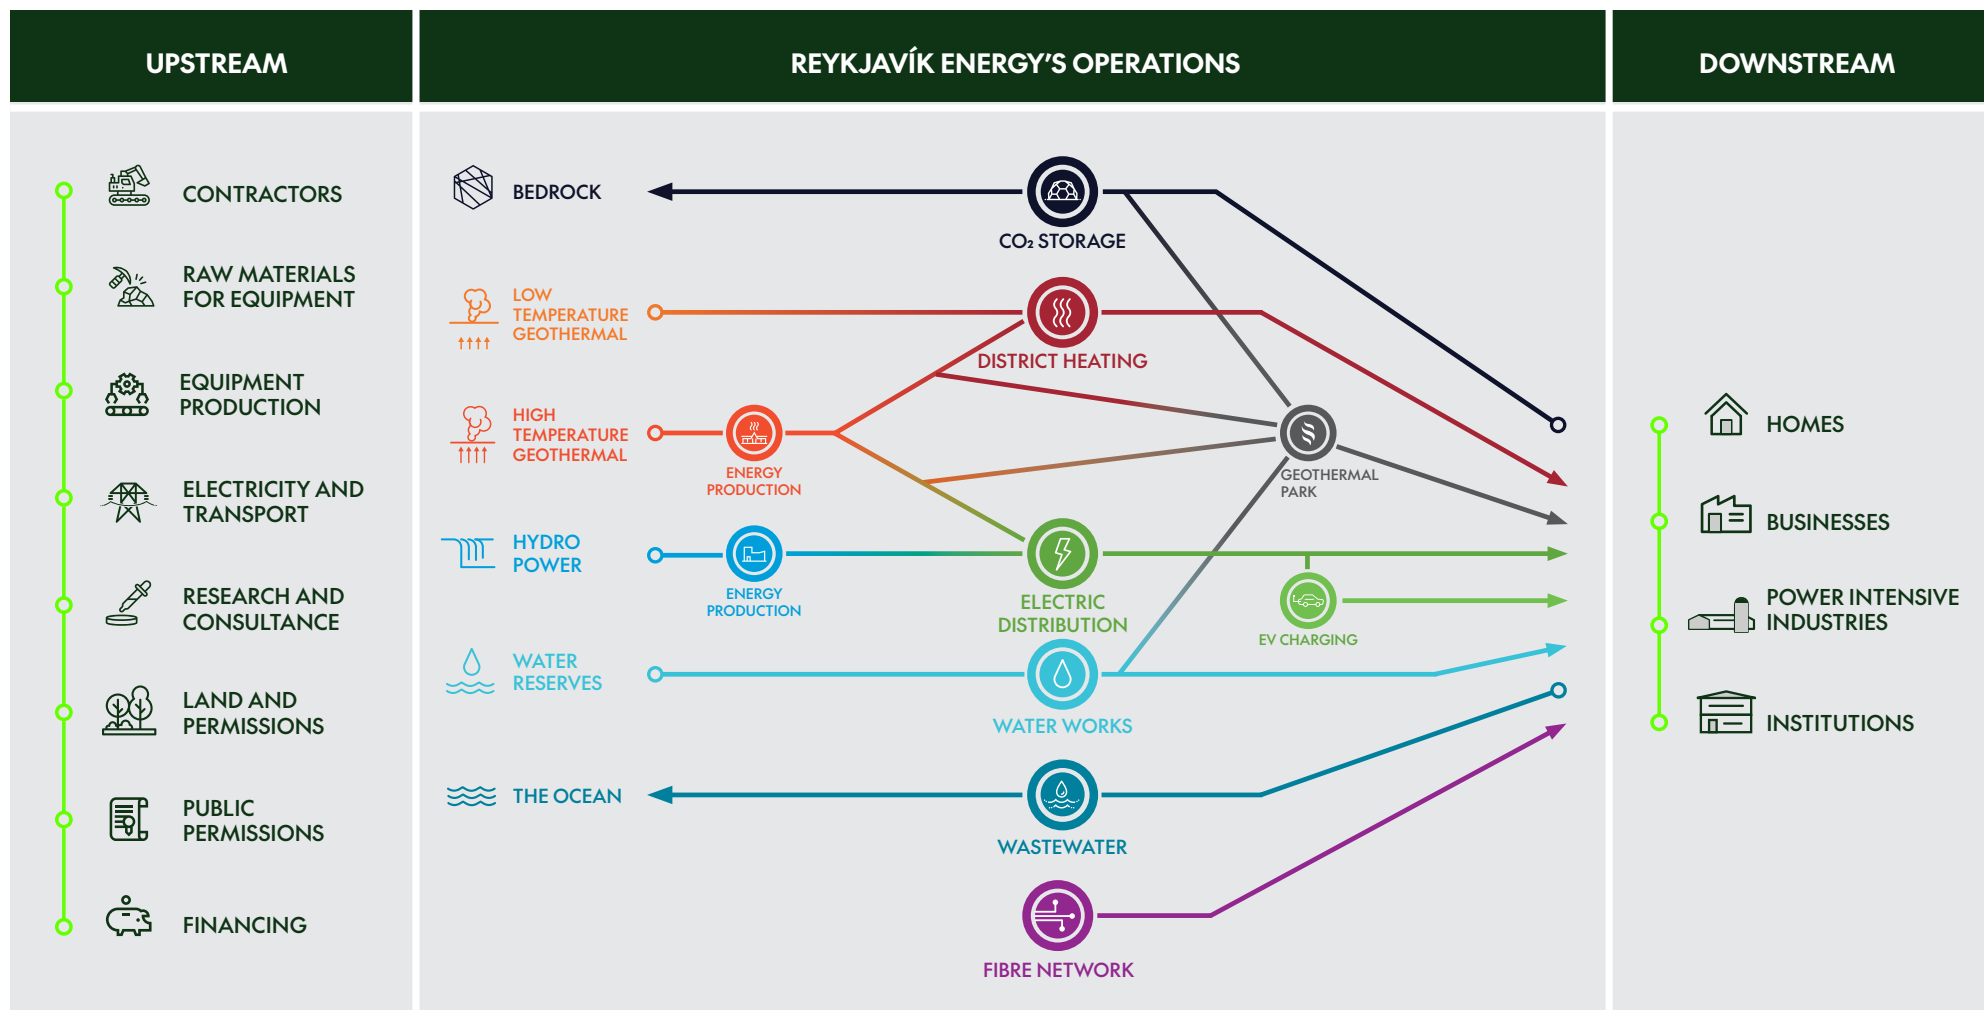 UPSTREAM
REYKJAVÍK ENERGY'S OPERATIONS
DOWNSTREAM
CONTRACTORS
RAW MATERIALS
FOR EQUIPMENT
EQUIPMENT
PRODUCTION
ELECTRICITY AND
TRANSPORT
RESEARCH AND
CONSULTANCE
LAND AND
PERMISSIONS
PUBLIC
PERMISSIONS
FINANCING
BEDROCK
LOW
TEMPERATURE
GEOTHERMAL
HIGH
TEMPERATURE
GEOTHERMAL
HYDRO
POWER
WATER
RESERVES
THE OCEAN
ENERGY
PRODUCTION
ENERGY
PRODUCTION
CO₂ STORAGE
DISTRICT HEATING
ELECTRIC
DISTRIBUTION
WATER WORKS
WASTEWATER
FIBRE NETWORK
GEOTHERMAL
PARK
EV CHARGING
HOMES
BUSINESSES
POWER INTENSIVE
INDUSTRIES
INSTITUTIONS